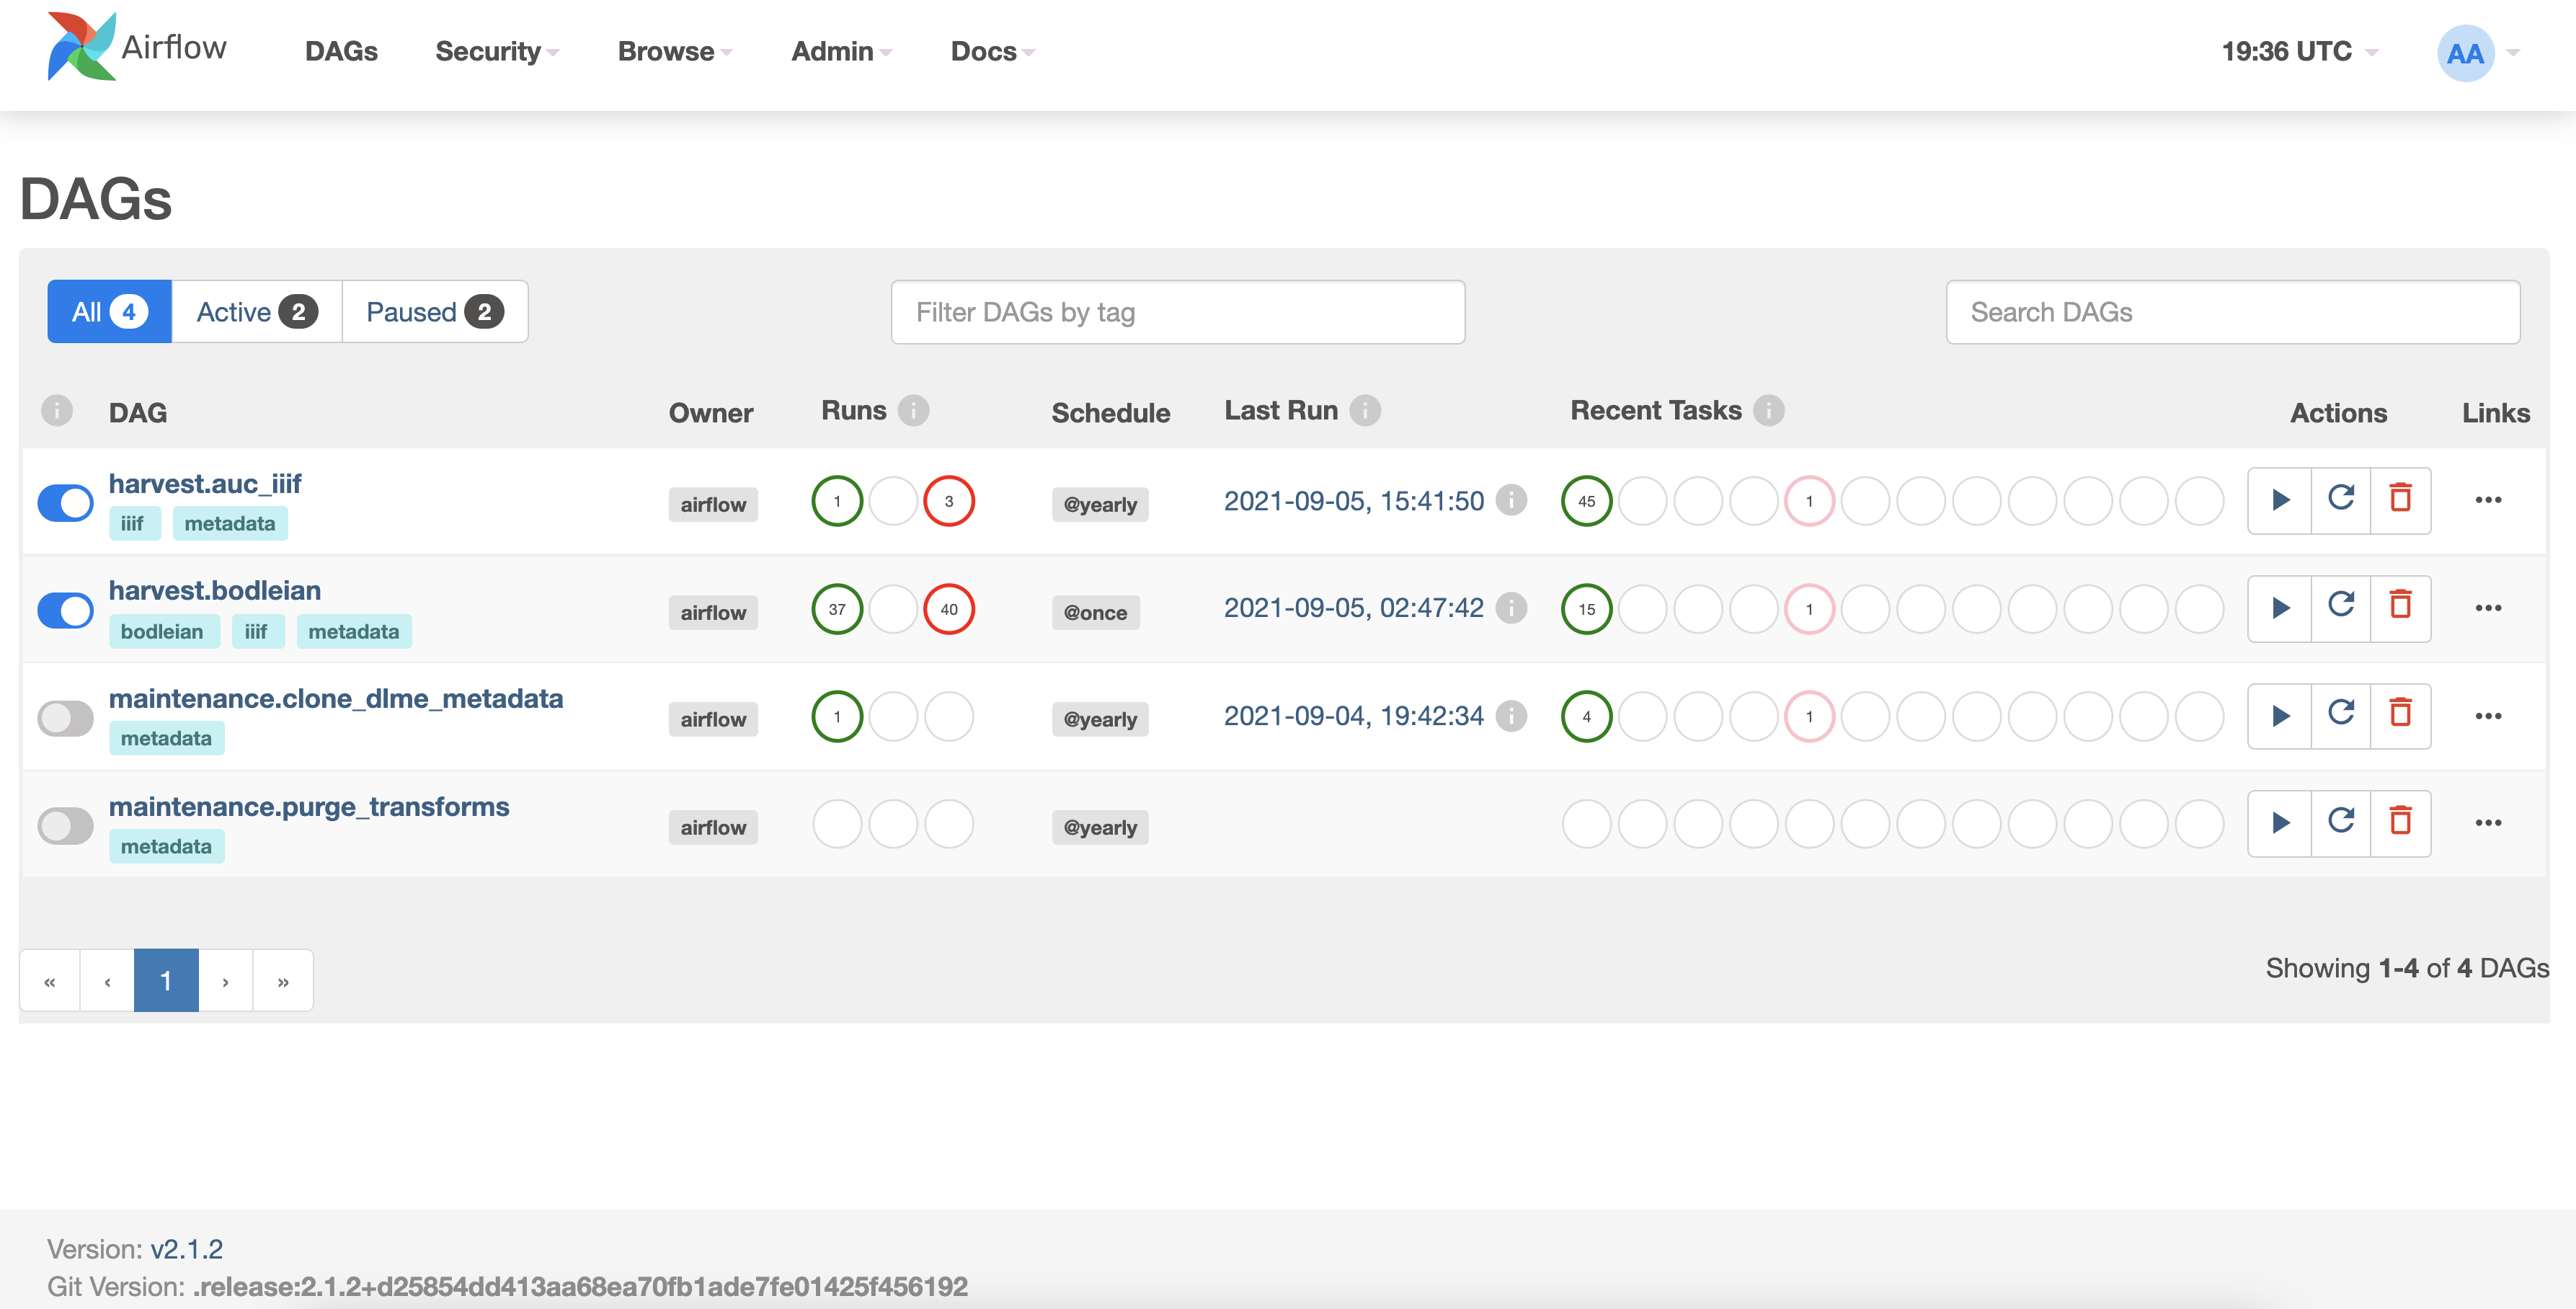 Airflow DAGs Security Browse Admin Docs 19:36 UTC AA
DAGs
All 4 Active 2 Paused 2 Filter DAGs by tag Search DAGs
i DAG Owner Runs i Schedule Last Run i Recent Tasks i Actions Links
harvest.auc_iiif airflow 1 3 @yearly 2021-09-05, 15:41:50 i 45 1
iiif metadata
harvest.bodleian airflow 37 40 @once 2021-09-05, 02:47:42 i 15 1
bodleian iiif metadata
maintenance.clone_dlme_metadata airflow 1 @yearly 2021-09-04, 19:42:34 i 4 1
metadata
maintenance.purge_transforms airflow @yearly
metadata
« ‹ 1 › » Showing 1-4 of 4 DAGs
Version: v2.1.2
Git Version: .release:2.1.2+d25854dd413aa68ea70fb1ade7fe01425f456192